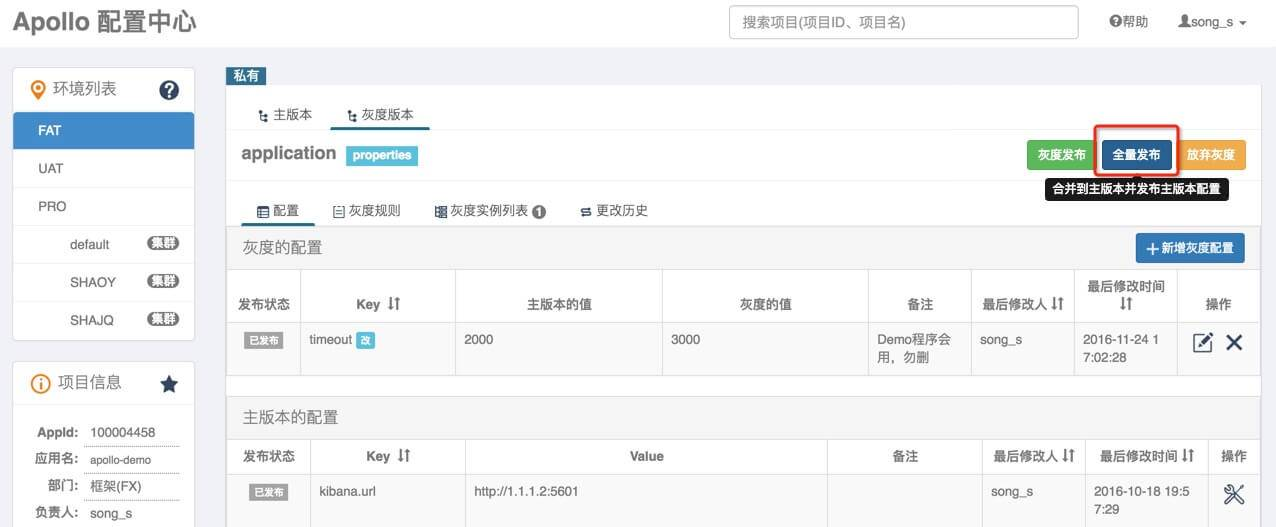 Apollo 配置中心
搜索项目(项目ID、项目名)
帮助
song_s
环境列表
FAT
UAT
PRO
default 集群
SHAOY 集群
SHAJQ 集群
项目信息
AppId: 100004458
应用名: apollo-demo
部门: 框架(FX)
负责人: song_s
私有
主版本 灰度版本
application properties
灰度发布 全量发布 放弃灰度
合并到主版本并发布主版本配置
配置 灰度规则 灰度实例列表 1 更改历史
灰度的配置
新增灰度配置
发布状态 Key 主版本的值 灰度的值 备注 最后修改人 最后修改时间 操作
已发布 timeout 改 2000 3000 Demo程序会 song_s 2016-11-24 1
用，勿删 7:02:28
主版本的配置
发布状态 Key Value 备注 最后修改人 最后修改时间 操作
已发布 kibana.url http://1.1.1.2:5601 song_s 2016-10-18 19:5
7:29